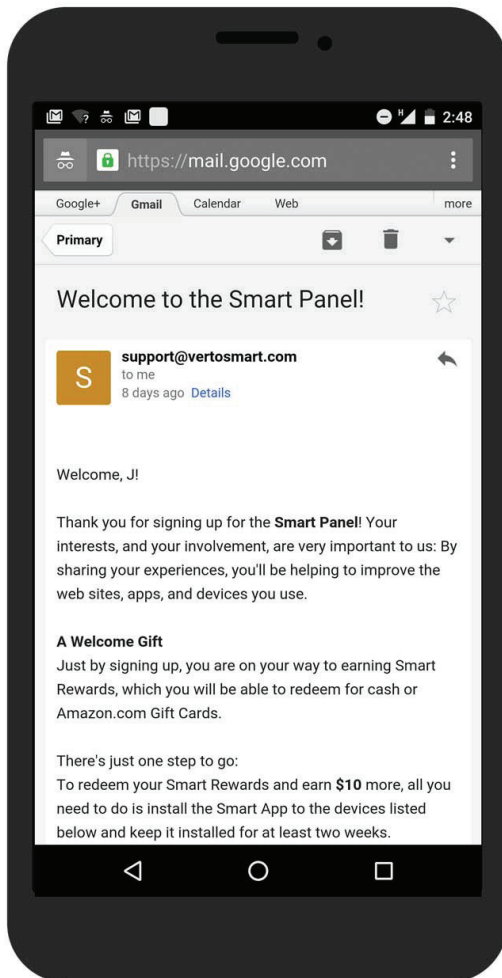 H 2:48
https://mail.google.com
Google+ Gmail Calendar Web more
Primary
Welcome to the Smart Panel!
S
support@vertosmart.com
to me
8 days ago Details
Welcome, J!
Thank you for signing up for the Smart Panel! Your
interests, and your involvement, are very important to us: By
sharing your experiences, you'll be helping to improve the
web sites, apps, and devices you use.
A Welcome Gift
Just by signing up, you are on your way to earning Smart
Rewards, which you will be able to redeem for cash or
Amazon.com Gift Cards.
There's just one step to go:
To redeem your Smart Rewards and earn $10 more, all you
need to do is install the Smart App to the devices listed
below and keep it installed for at least two weeks.